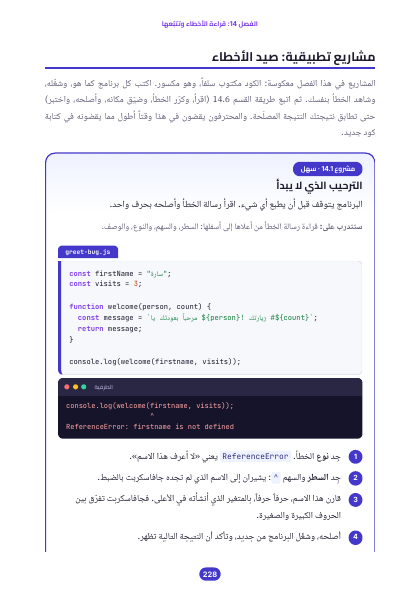 الفصل 14: قراءة الأخطاء وتتبّعها
مشاريع تطبيقية: صيد الأخطاء
المشاريع في هذا الفصل معكوسة: الكود مكتوب سلفاً، وهو مكسور. اكتب كل برنامج كما هو، وشغّله،
وشاهد الخطأ بنفسك. ثم اتبع طريقة القسم 14.6 (اقرأ، وكرّر الخطأ، وضيّق مكانه، وأصلحه، واختبر)
حتى تطابق نتيجتك النتيجة المصلَحة. والمحترفون يقضون في هذا وقتاً أطول مما يقضونه في كتابة
كود جديد.
مشروع 14.1 · سهل
الترحيب الذي لا يبدأ
البرنامج يتوقف قبل أن يطبع أي شيء. اقرأ رسالة الخطأ وأصلحه بحرف واحد.
ستتدرب على: قراءة رسالة الخطأ من أعلاها إلى أسفلها: السطر، والسهم، والنوع، والوصف.
greet-bug.js
const firstName = "سارة";
const visits = 3;
function welcome(person, count) {
const message = `مرحباً بعودتك يا ${person}! زيارتك #${count}`;
return message;
}
console.log(welcome(firstname, visits));
الطرفية
console.log(welcome(firstname, visits));
^
ReferenceError: firstname is not defined
1 جِد نوع الخطأ. ReferenceError يعني «لا أعرف هذا الاسم».
2 جِد السطر والسهم ^: يشيران إلى الاسم الذي لم تجده جافاسكربت بالضبط.
3 قارن هذا الاسم، حرفاً حرفاً، بالمتغير الذي أنشأته في الأعلى. فجافاسكربت تفرّق بين
الحروف الكبيرة والصغيرة.
4 أصلحه، وشغّل البرنامج من جديد، وتأكد أن النتيجة التالية تظهر.
228